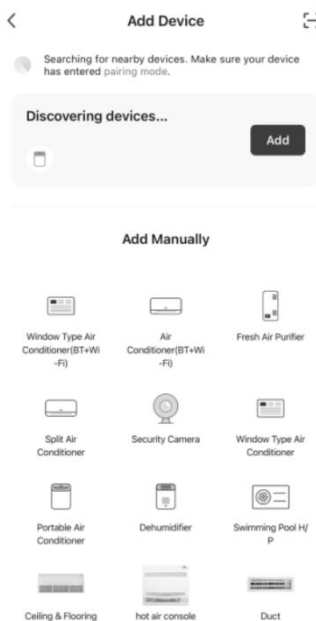 Add Device
Searching for nearby devices. Make sure your device
has entered pairing mode.
Discovering devices...
Add
Add Manually
Window Type Air
Conditioner(BT+Wi
-Fi)
Air
Conditioner(BT+Wi
-Fi)
Fresh Air Purifier
Split Air
Conditioner
Security Camera
Window Type Air
Conditioner
Portable Air
Conditioner
Dehumidifier
Swimming Pool H/
P
Ceiling & Flooring
hot air console
Duct